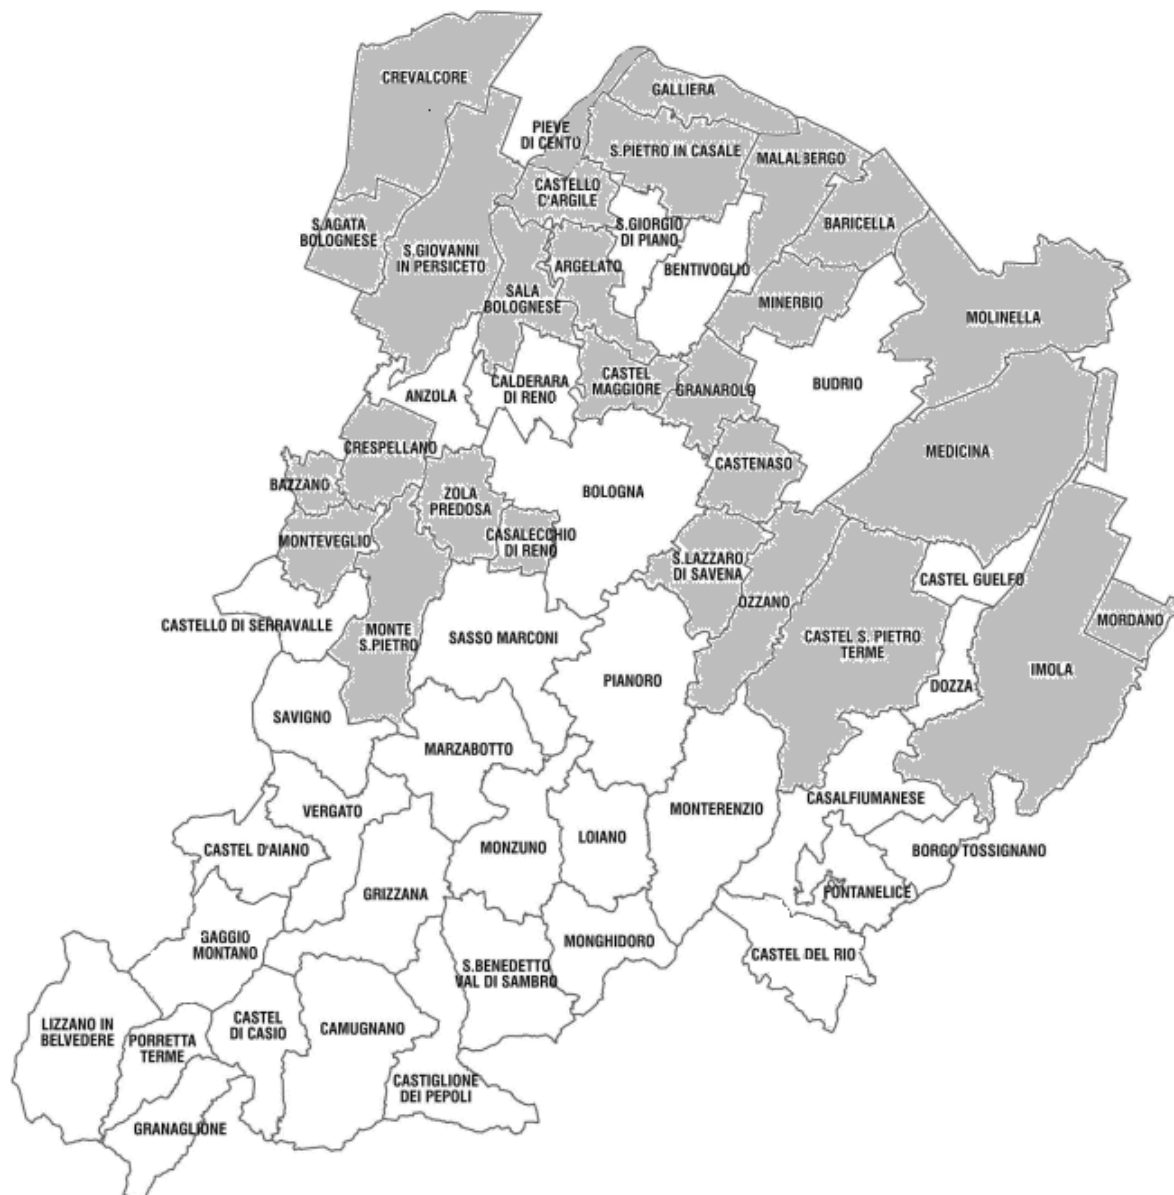 CREVALCORE
GALLIERA
PIEVE
DI CENTO
S.PIETRO IN CASALE
MALALBERGO
CASTELLO
C'ARGILE
S.AGATA
BOLOGNESE
S.GIOVANNI
IN PERSICETO
S.GIORGIO
DI PIANO
BARICELLA
ARGELATO
BENTIVOGLIO
SALA
BOLOGNESE
MINERBIO
MOLINELLA
ANZOLA
CALDERARA
DI RENO
CASTEL
MAGGIORE
GRANAROLO
BUDRIO
CRESPELLANO
MEDICINA
BAZZANO
ZOLA
PREDOSA
BOLOGNA
CASTENASO
MONTEVEGLIO
CASALECCHIO
DI RENO
S.LAZZARO
DI SAVENA
CASTEL GUELFO
OZZANO
CASTELLO DI SERRAVALLE
MONTE
S.PIETRO
SASSO MARCONI
CASTEL S. PIETRO
TERME
MORDANO
PIANORO
DOZZA
IMOLA
SAVIGNO
MARZABOTTO
VERGATO
MONTERENZIO
CASALFIUMANESE
CASTEL D'AIANO
MONZUNO
LOIANO
BORGO TOSSIGNANO
GRIZZANA
FONTANELICE
GAGGIO
MONTANO
MONGHIDORO
CASTEL DEL RIO
S.BENEDETTO
VAL DI SAMBRO
LIZZANO IN
BELVEDERE
PORRETTA
TERME
CASTEL
DI CASIO
CAMUGNANO
CASTIGLIONE
DEI PEPOLI
GRANAGLIONE